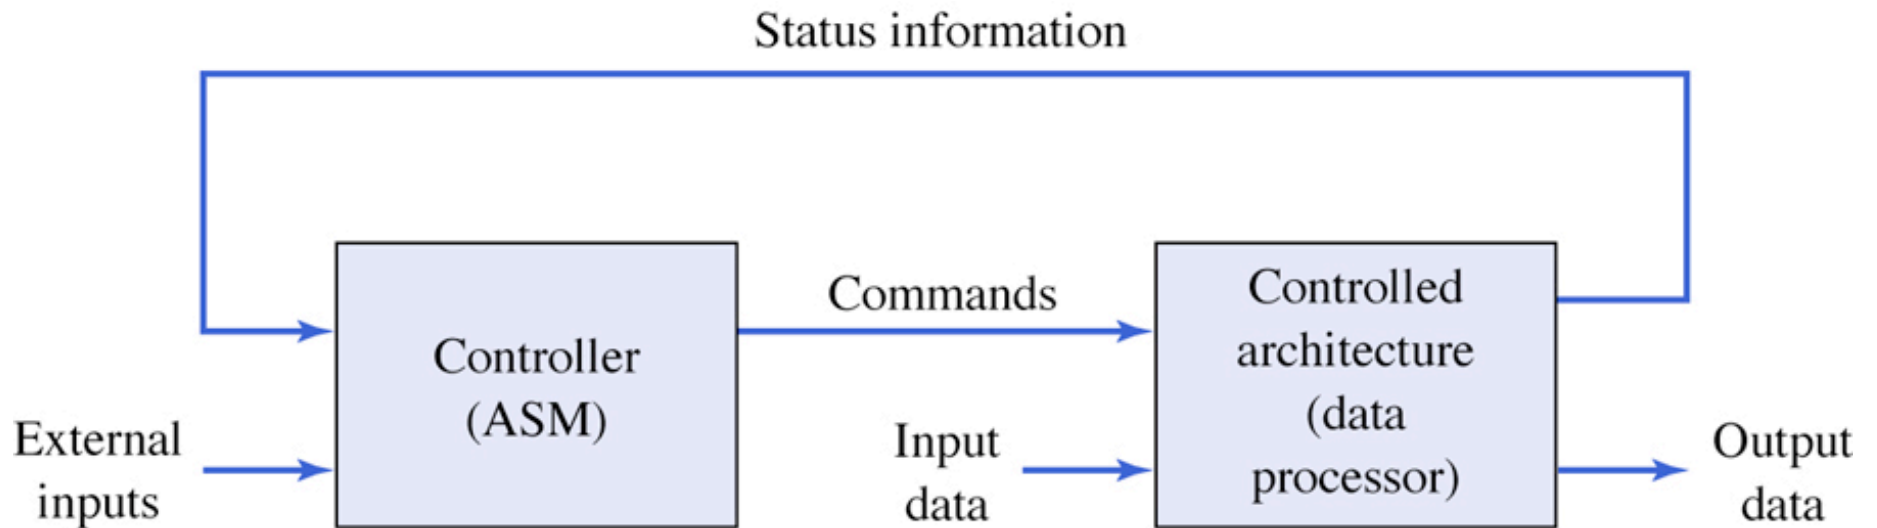 Status information
Commands
Controller
(ASM)
Controlled
architecture
(data
processor)
External
inputs
Input
data
Output
data